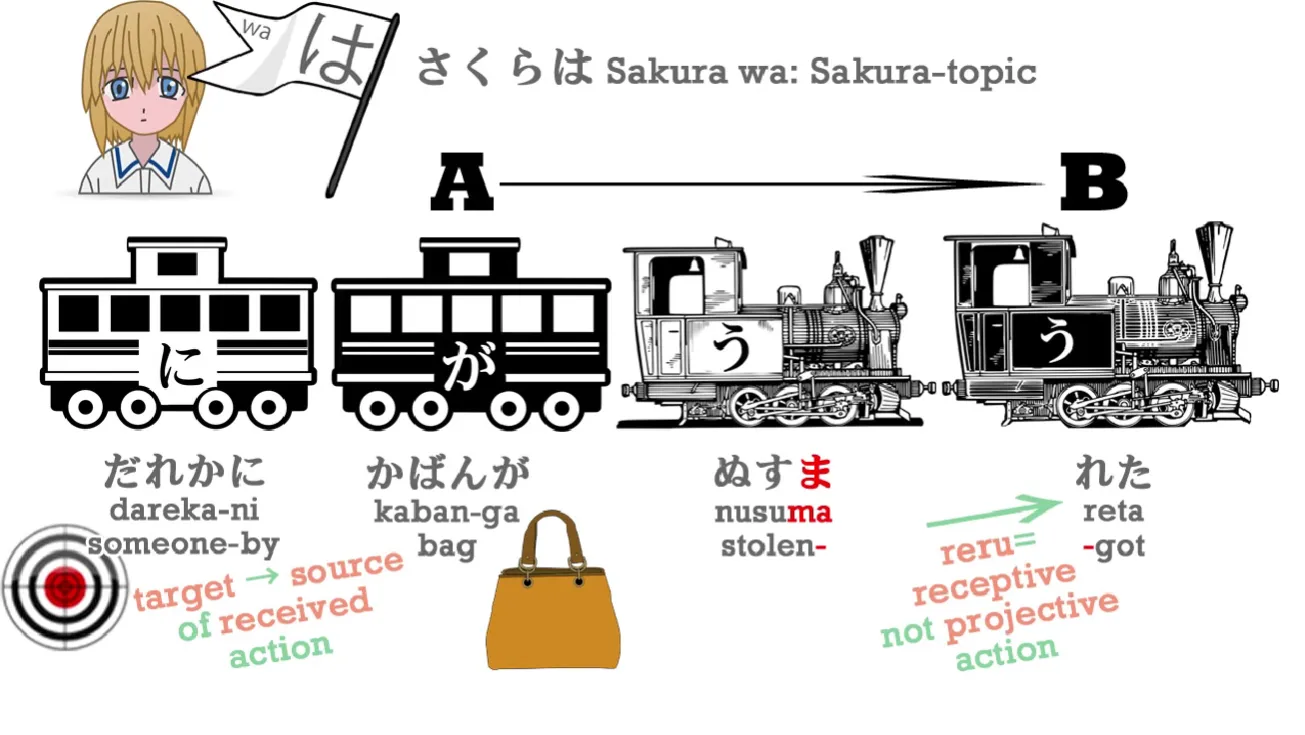 wa
は
さくらは Sakura wa: Sakura-topic
A
B
に
が
う
う
だれかに
dareka-ni
someone-by
かばんが
kaban-ga
bag
ぬすま
nusuma
stolen-
れた
reta
-got
target → source
of received
action
reru=
receptive
not projective
action